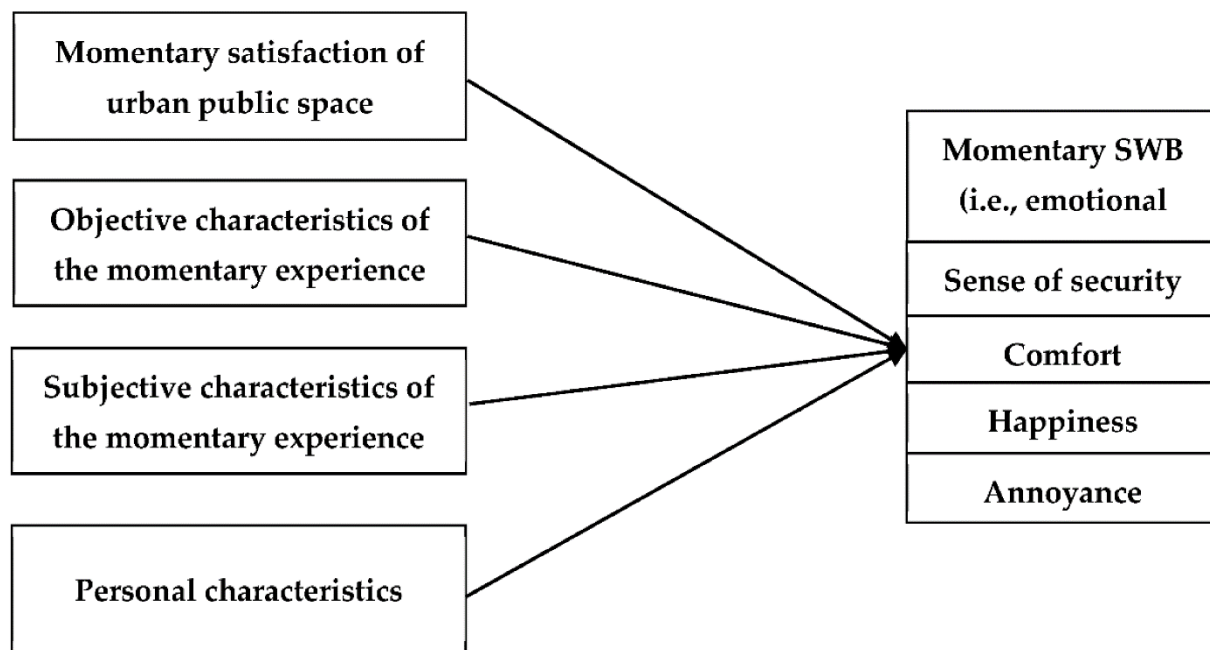 Momentary satisfaction of
urban public space
Objective characteristics of
the momentary experience
Subjective characteristics of
the momentary experience
Personal characteristics
Momentary SWB
(i.e., emotional
Sense of security
Comfort
Happiness
Annoyance